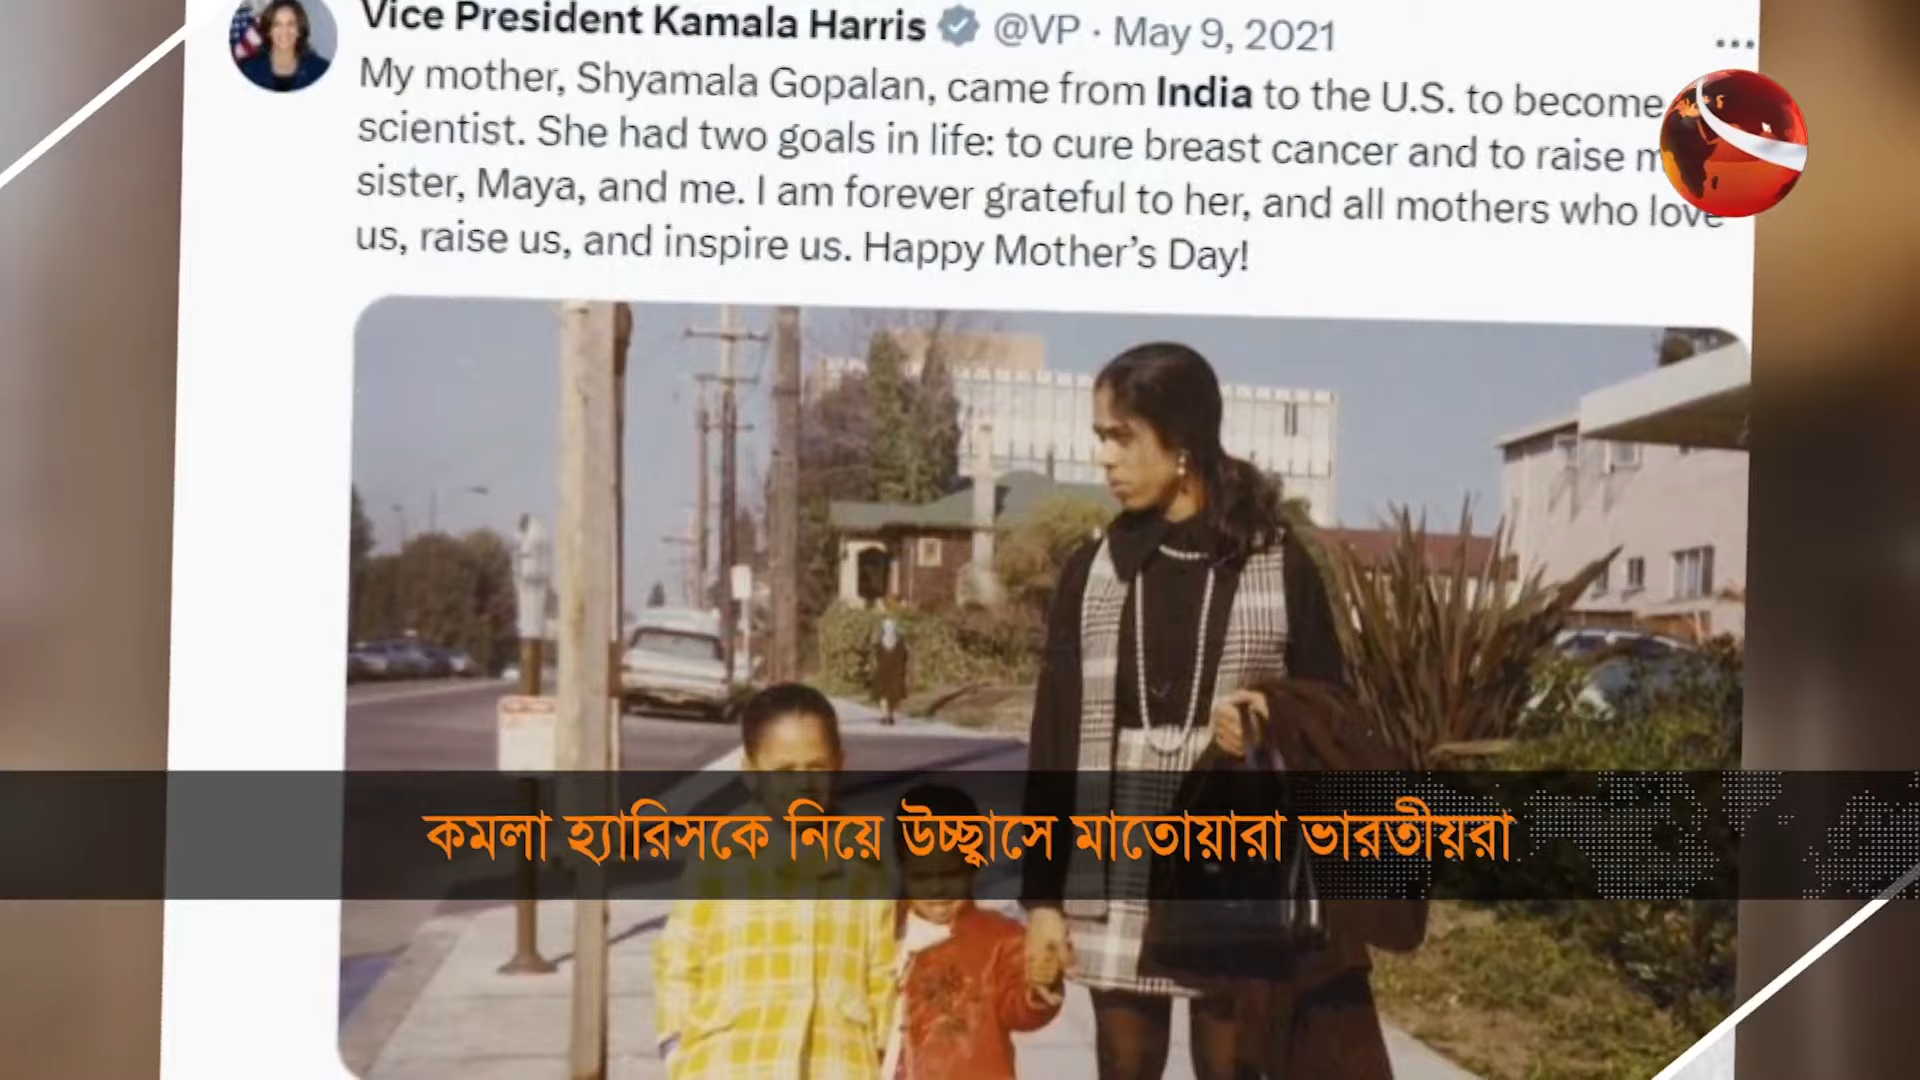 Vice President Kamala Harris @VP · May 9, 2021
My mother, Shyamala Gopalan, came from India to the U.S. to become
scientist. She had two goals in life: to cure breast cancer and to raise
sister, Maya, and me. I am forever grateful to her, and all mothers who love
us, raise us, and inspire us. Happy Mother’s Day!
কমলা হ্যারিসকে নিয়ে উচ্ছ্বাসে মাতোয়ারা ভারতীয়রা